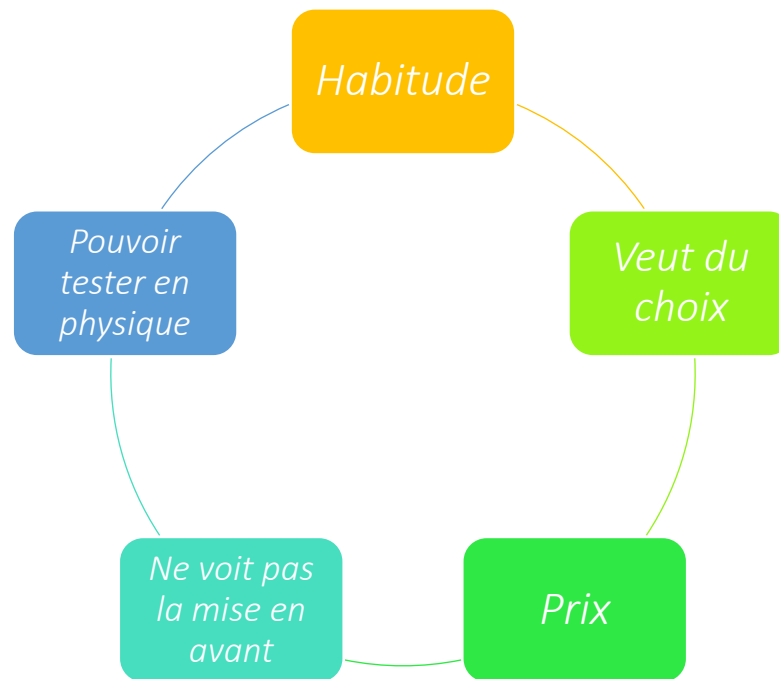 Habitude
Veut du
choix
Prix
Ne voit pas
la mise en
avant
Pouvoir
tester en
physique